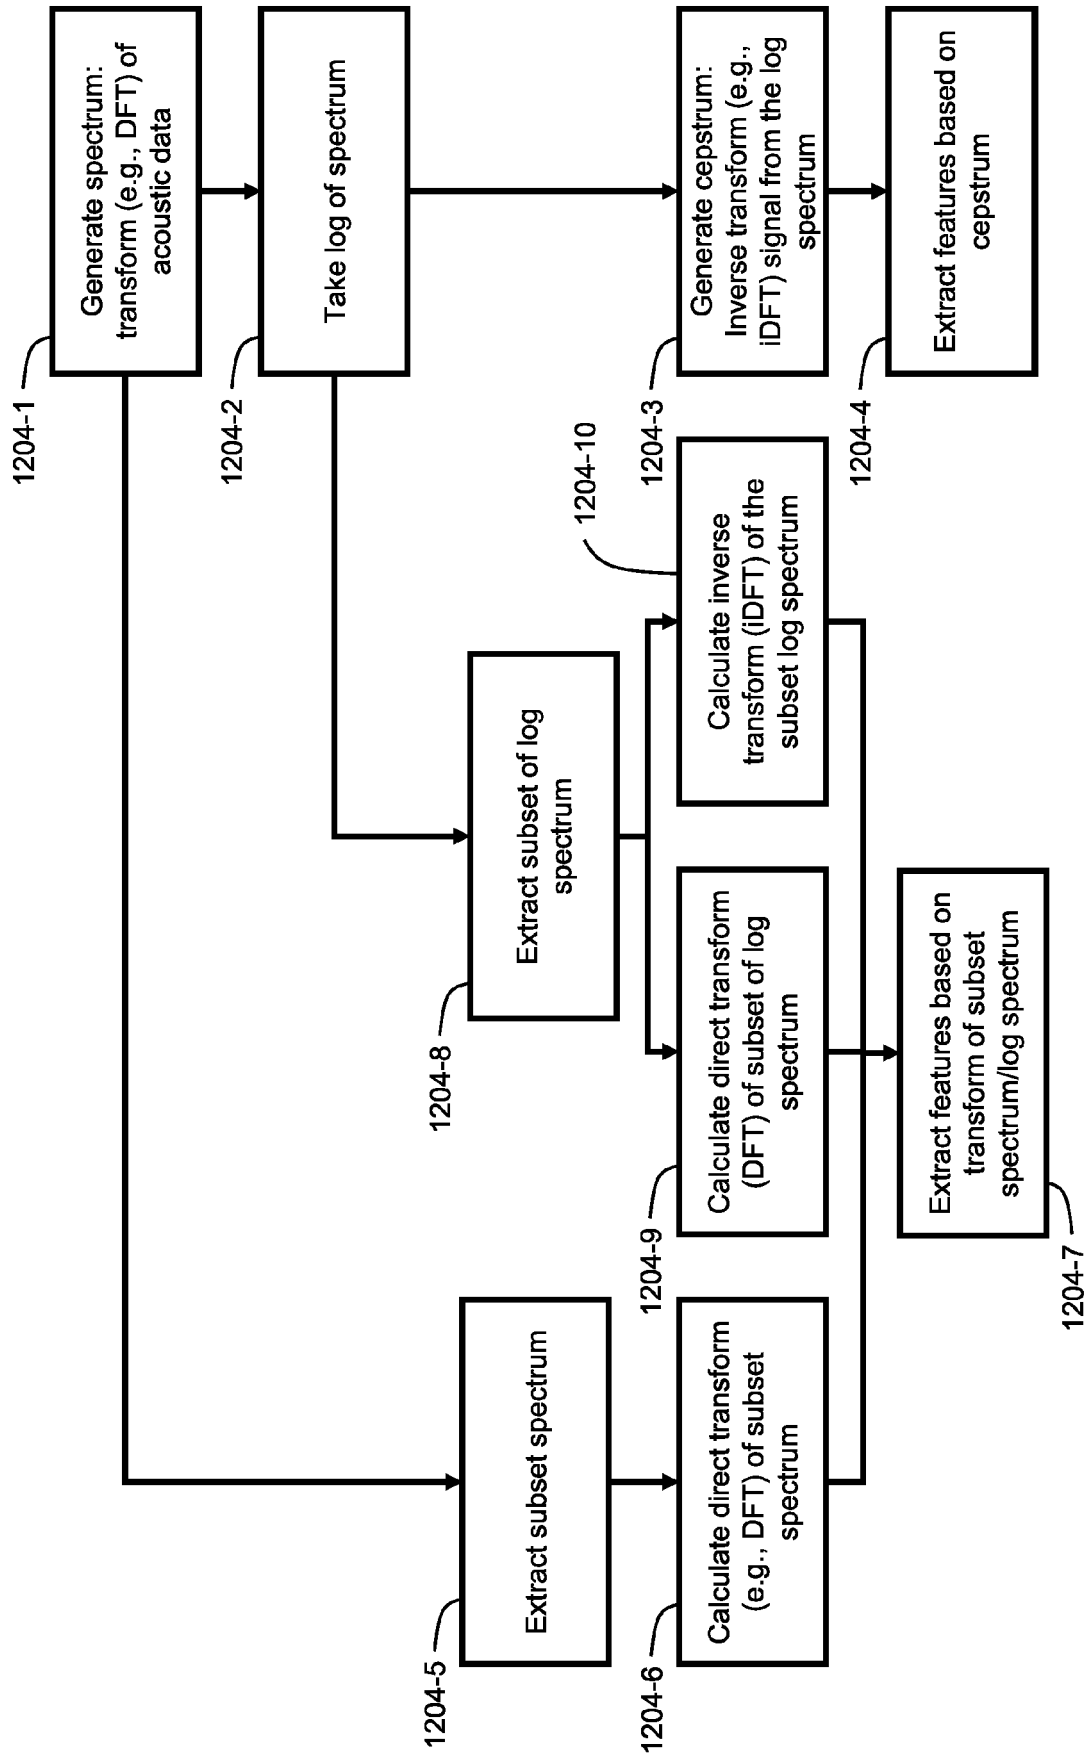 1204-1
Generate spectrum:
transform (e.g., DFT) of
acoustic data
1204-2
Take log of spectrum
1204-3
Generate cepstrum:
Inverse transform (e.g.,
iDFT) signal from the log
spectrum
1204-4
Extract features based on
cepstrum
1204-5
Extract subset spectrum
1204-6
Calculate direct transform
(e.g., DFT) of subset
spectrum
1204-8
Extract subset of log
spectrum
1204-9
Calculate direct transform
(DFT) of subset of log
spectrum
1204-10
Calculate inverse
transform (iDFT) of the
subset log spectrum
1204-7
Extract features based on
transform of subset
spectrum/log spectrum